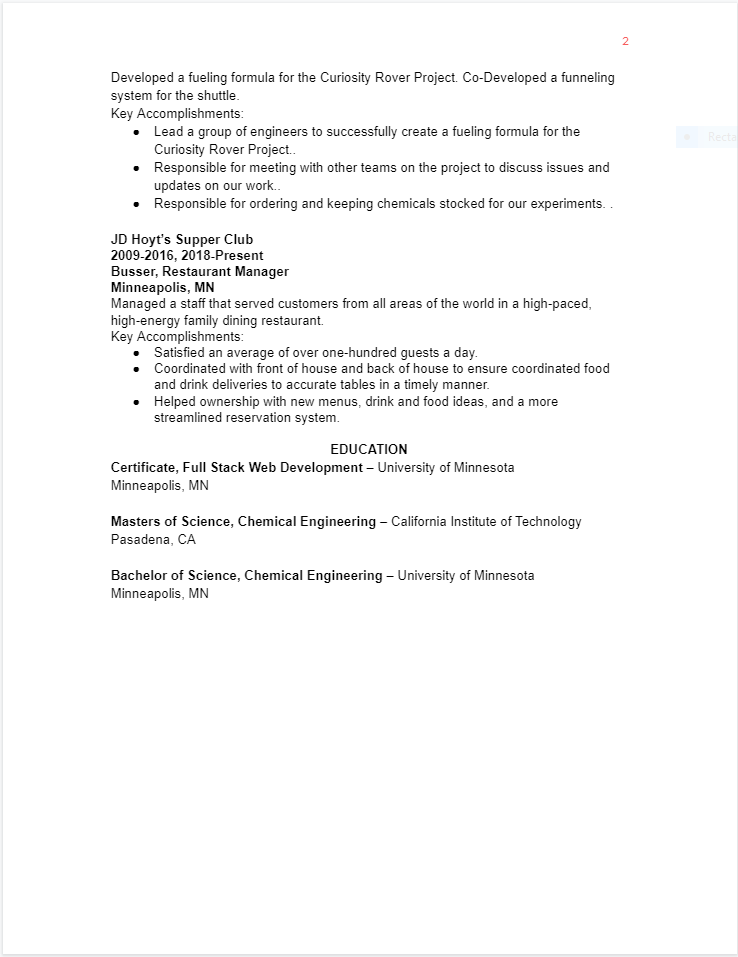 2
Developed a fueling formula for the Curiosity Rover Project. Co-Developed a funneling
system for the shuttle.
Key Accomplishments:
● Lead a group of engineers to successfully create a fueling formula for the
Curiosity Rover Project..
● Responsible for meeting with other teams on the project to discuss issues and
updates on our work..
● Responsible for ordering and keeping chemicals stocked for our experiments. .
Recta
JD Hoyt's Supper Club
2009-2016, 2018-Present
Busser, Restaurant Manager
Minneapolis, MN
Managed a staff that served customers from all areas of the world in a high-paced,
high-energy family dining restaurant.
Key Accomplishments:
● Satisfied an average of over one-hundred guests a day.
● Coordinated with front of house and back of house to ensure coordinated food
and drink deliveries to accurate tables in a timely manner.
● Helped ownership with new menus, drink and food ideas, and a more
streamlined reservation system.
EDUCATION
Certificate, Full Stack Web Development – University of Minnesota
Minneapolis, MN
Masters of Science, Chemical Engineering – California Institute of Technology
Pasadena, CA
Bachelor of Science, Chemical Engineering – University of Minnesota
Minneapolis, MN